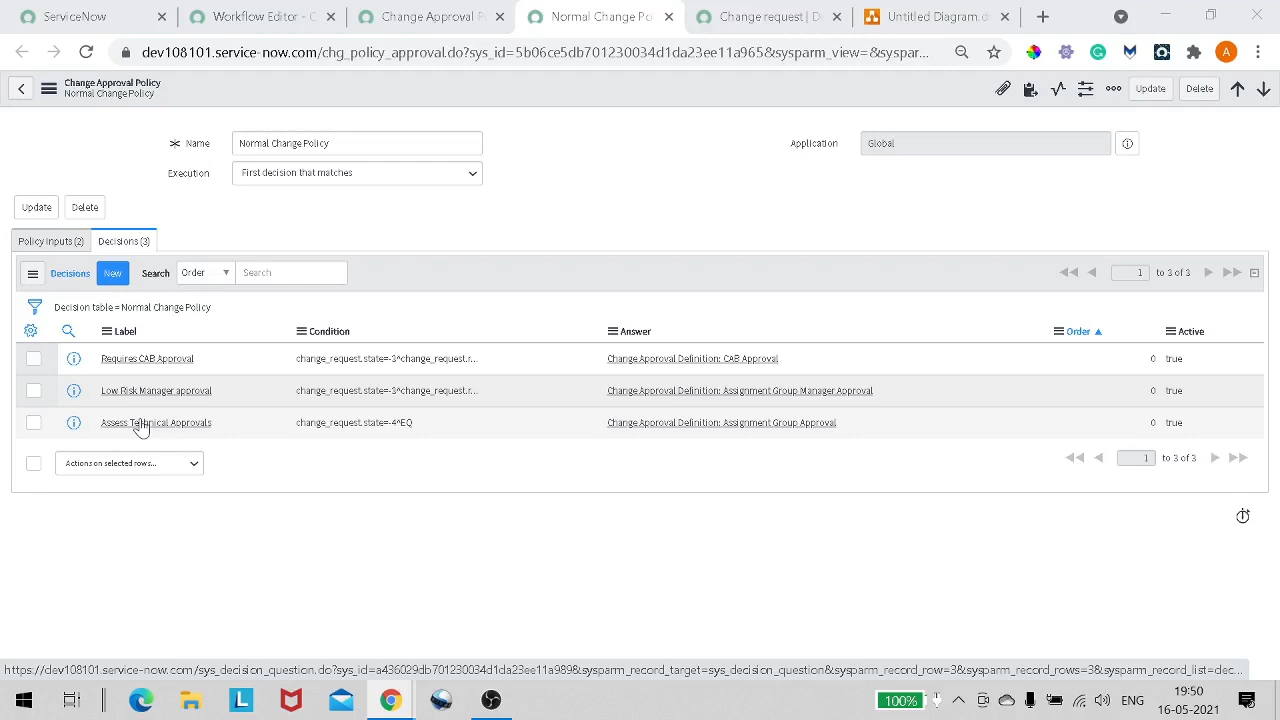 ServiceNow
Workflow Editor - C
Change Approval P
Normal Change Po
Change request | D
Untitled Diagram.d
dev108101.service-now.com/chg_policy_approval.do?sys_id=5b06ce5db701230034d1da23ee11a965&sysparm_view=&syspar...
A
Change Approval Policy
Normal Change Policy
Update
Delete
Name
Normal Change Policy
Application
Global
Execution
First decision that matches
Update
Delete
Policy Inputs (2)
Decisions (3)
Decisions
New
Search
Order
Search
1
to 3 of 3
Decision table = Normal Change Policy
Label
Condition
Answer
Order
Active
Requires CAB Approval
change_request.state=-3^change_request.r...
Change Approval Definition: CAB Approval
0
true
Low Risk Manager approval
change_request.state=-3^change_request.r...
Change Approval Definition: Assignment Group Manager Approval
0
true
Assess Technical Approvals
change_request.state=-4^EQ
Change Approval Definition: Assignment Group Approval
0
true
Actions on selected rows...
1
to 3 of 3
https://dev108101.service-now.com/sys_decision_question.do?sys_id=a436029db701230034d1da23ee11a989&sysparm_record_target=sys_decision_question&sysparm_record_row=3&sysparm_record_rows=3&sysparm_record_list=dec...
L
100%
ENG
19:50
16-05-2021